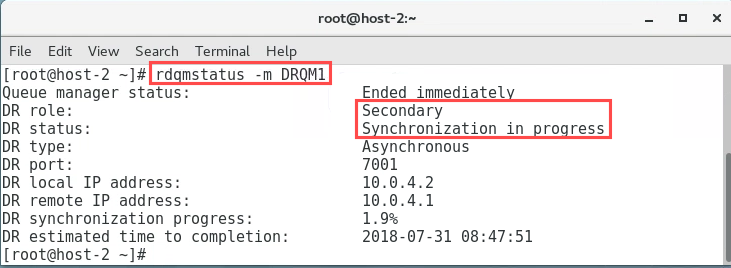 root@host-2:~
File Edit View Search Terminal Help
[root@host-2 ~]# rdqmstatus -m DRQM1
Queue manager status: Ended immediately
DR role: Secondary
DR status: Synchronization in progress
DR type: Asynchronous
DR port: 7001
DR local IP address: 10.0.4.2
DR remote IP address: 10.0.4.1
DR synchronization progress: 1.9%
DR estimated time to completion: 2018-07-31 08:47:51
[root@host-2 ~]#